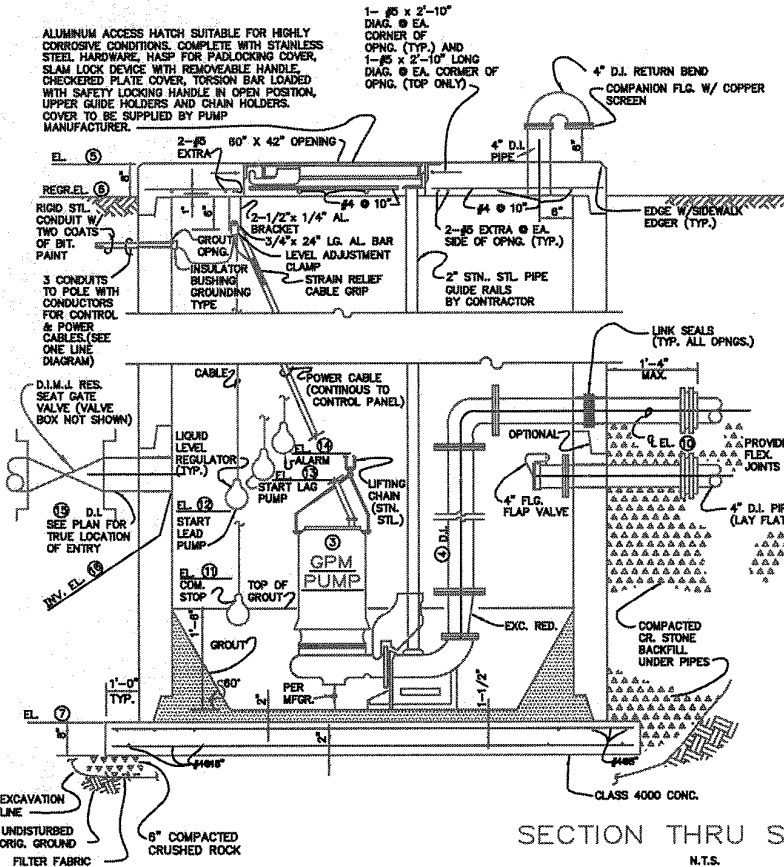 ALUMINUM ACCESS HATCH SUITABLE FOR HIGHLY
CORROSIVE CONDITIONS. COMPLETE WITH STAINLESS
STEEL HARDWARE, HASP FOR PADLOCKING COVER,
SLAM LOCK DEVICE WITH REMOVEABLE HANDLE,
CHECKERED PLATE COVER, TORSION BAR LOADED
WITH SAFETY LOCKING HANDLE IN OPEN POSITION,
UPPER GUIDE HOLDERS AND CHAIN HOLDERS.
COVER TO BE SUPPLIED BY PUMP
MANUFACTURER.
1- #5 x 2'-10"
DIAG. @ EA.
CORNER OF
OPNG. (TYP.) AND
1-#5 x 2'-10" LONG
DIAG. @ EA. CORMER OF
OPNG. (TOP ONLY)
4" D.I. RETURN BEND
COMPANION FLG. W/ COPPER
SCREEN
2-#5
EXTRA
60" X 42" OPENING
4" D.I.
PIPE
6"
EL. 5
8"
REGR.EL. 6
#4 @ 10"
#4 @ 10"
6"
EDGE W/SIDEWALK
EDGER (TYP.)
RIGID STL.
CONDUIT W/
TWO COATS
OF BIT.
PAINT
6"
2-1/2"x 1/4" AL.
BRACKET
3/4"x 24" LG. AL. BAR
LEVEL ADJUSTMENT
CLAMP
2-#5 EXTRA @ EA.
SIDE OF OPNG. (TYP.)
GROUT
OPNG.
INSULATOR
BUSHING
GROUNDING
TYPE
STRAIN RELIEF
CABLE GRIP
2" STN.. STL. PIPE
GUIDE RAILS
BY CONTRACTOR
3 CONDUITS
TO POLE WITH
CONDUCTORS
FOR CONTROL
& POWER
CABLES.(SEE
ONE LINE
DIAGRAM)
LINK SEALS
(TYP. ALL OPNGS.)
1'-4"
MAX.
CABLE
POWER CABLE
(CONTINOUS TO
CONTROL PANEL)
D.I.M.J. RES.
SEAT GATE
VALVE (VALVE
BOX NOT SHOWN)
LIQUID
LEVEL
REGULATOR
(TYP.)
EL. 14
ALARM
EL. 13
START LAG
PUMP
OPTIONAL
EL. 10
PROVIDE
FLEX.
JOINTS
LIFTING
CHAIN (STN.
STL.)
4" FLG.
FLAP VALVE
EL. 12
START
LEAD
PUMP
15 D.I.
SEE PLAN FOR
TRUE LOCATION
OF ENTRY
4" D.I. PIP
(LAY FLAT
3
GPM
PUMP
4 D.I.
INV. EL. 16
EL. 11
COM.
STOP
TOP OF
GROUT
1'-6"
EXC. RED.
COMPACTED
CR. STONE
BACKFILL
UNDER PIPES
GROUT
60°
1'-0"
TYP.
2"
PER
MFGR.
1-1/2"
EL. 7
8"
2"
CLASS 4000 CONC.
EXCAVATION
LINE
UNDISTURBED
ORIG. GROUND
FILTER FABRIC
6" COMPACTED
CRUSHED ROCK
SECTION THRU S
N.T.S.